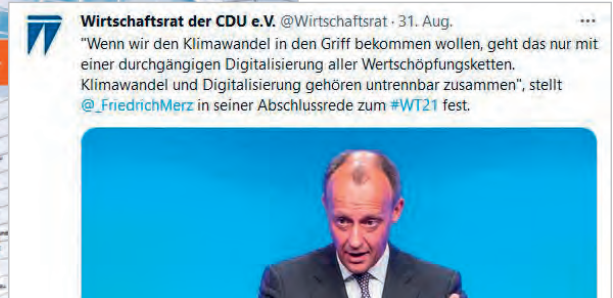 Wirtschaftsrat der CDU e.V. @Wirtschaftsrat · 31. Aug. ...
"Wenn wir den Klimawandel in den Griff bekommen wollen, geht das nur mit
einer durchgängigen Digitalisierung aller Wertschöpfungsketten.
Klimawandel und Digitalisierung gehören untrennbar zusammen", stellt
@_FriedrichMerz in seiner Abschlussrede zum #WT21 fest.